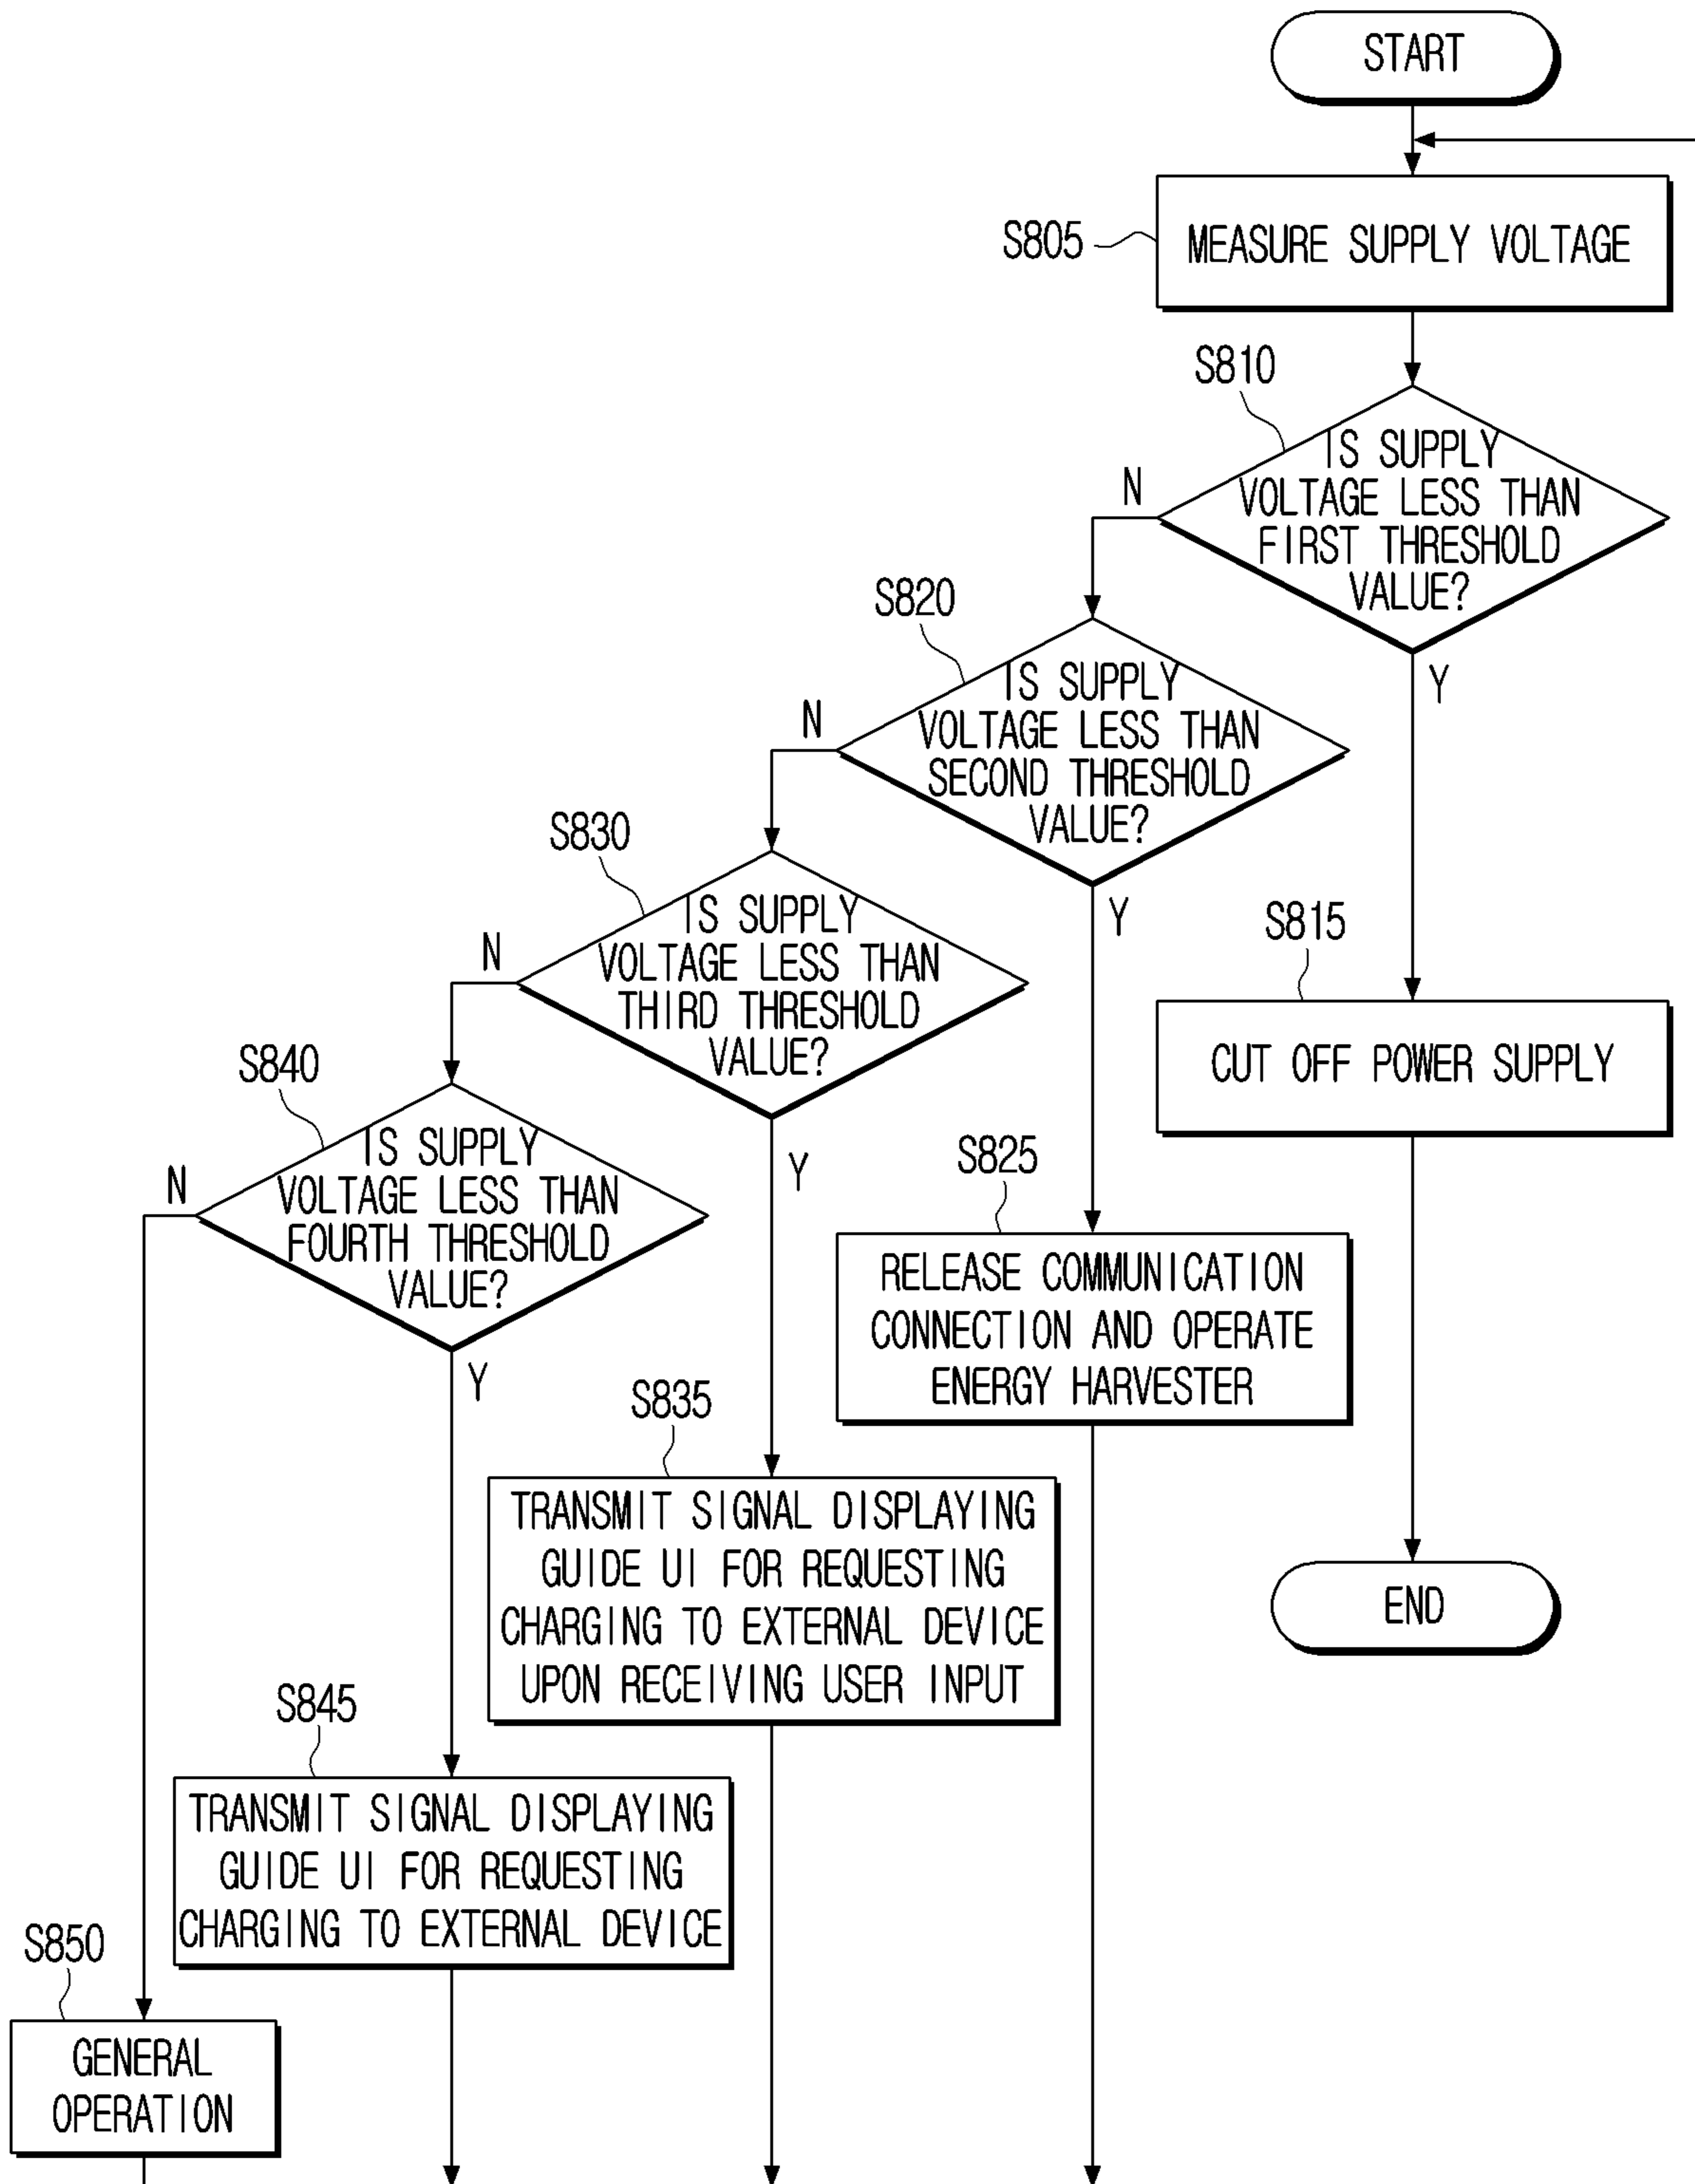 START
S805
MEASURE SUPPLY VOLTAGE
S810
IS SUPPLY
VOLTAGE LESS THAN
FIRST THRESHOLD
VALUE?
N
Y
S820
IS SUPPLY
VOLTAGE LESS THAN
SECOND THRESHOLD
VALUE?
N
Y
S830
IS SUPPLY
VOLTAGE LESS THAN
THIRD THRESHOLD
VALUE?
N
Y
S815
CUT OFF POWER SUPPLY
S840
IS SUPPLY
VOLTAGE LESS THAN
FOURTH THRESHOLD
VALUE?
N
Y
S825
RELEASE COMMUNICATION
CONNECTION AND OPERATE
ENERGY HARVESTER
S835
TRANSMIT SIGNAL DISPLAYING
GUIDE UI FOR REQUESTING
CHARGING TO EXTERNAL DEVICE
UPON RECEIVING USER INPUT
END
S845
TRANSMIT SIGNAL DISPLAYING
GUIDE UI FOR REQUESTING
CHARGING TO EXTERNAL DEVICE
S850
GENERAL
OPERATION